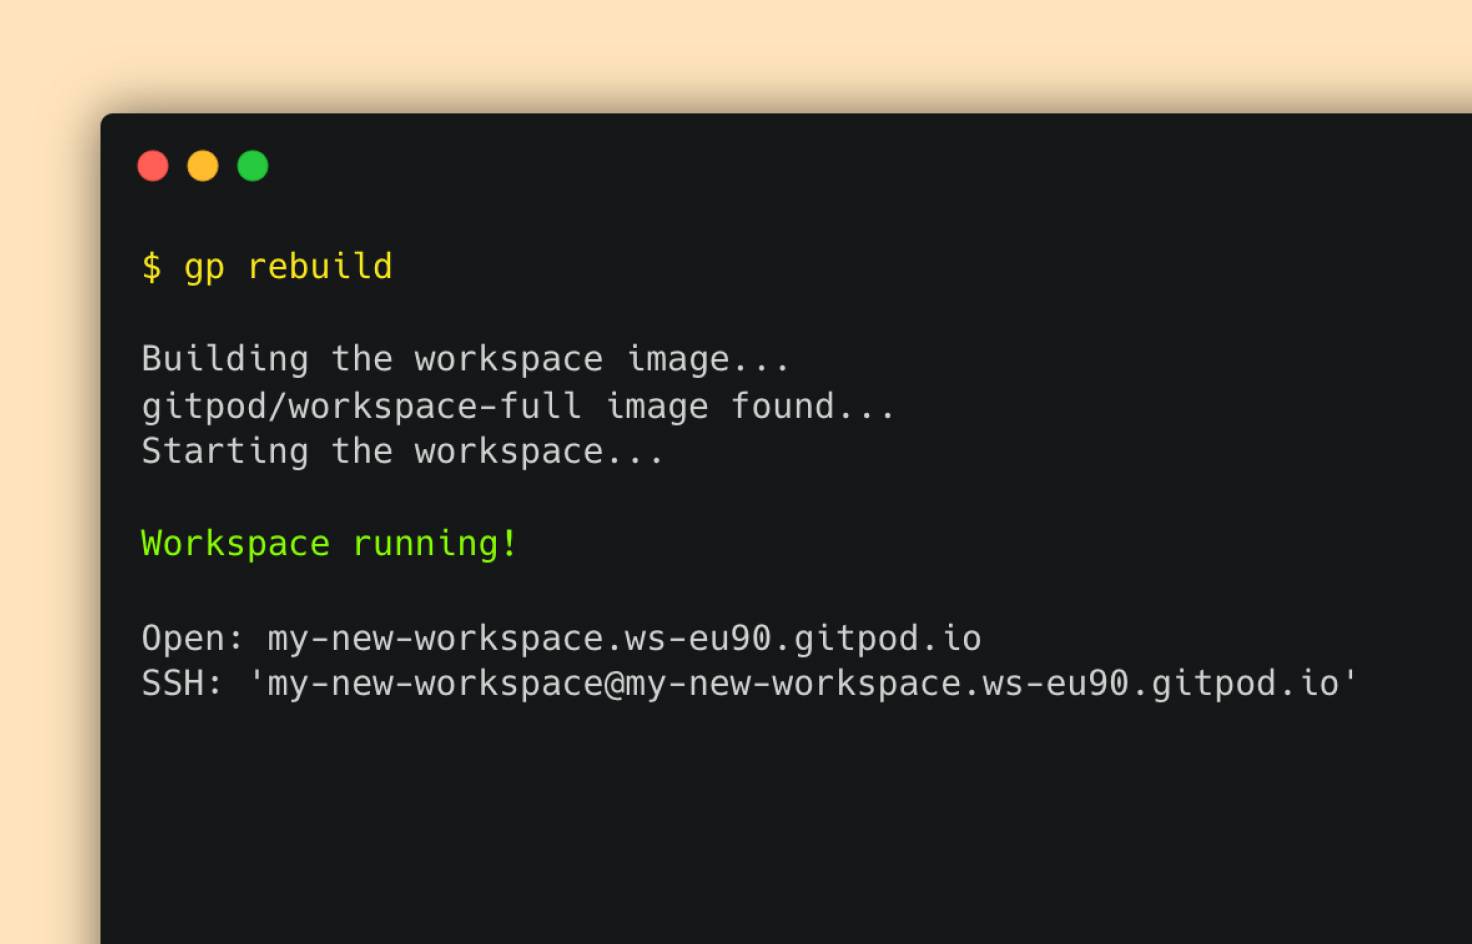 $ gp rebuild
Building the workspace image...
gitpod/workspace-full image found...
Starting the workspace...
Workspace running!
Open: my-new-workspace.ws-eu90.gitpod.io
SSH: 'my-new-workspace@my-new-workspace.ws-eu90.gitpod.io'